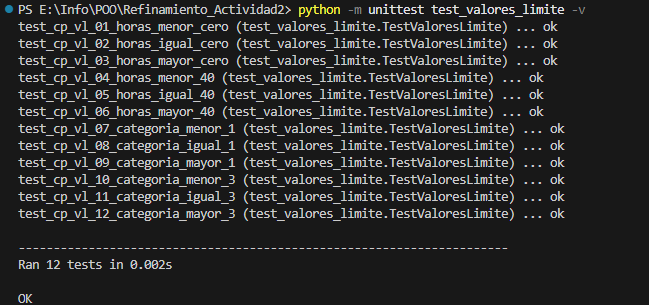 PS E:\Info\POO\Refinamiento_Actividad2> python -m unittest test_valores_limite -v
test_cp_vl_01_horas_menor_cero (test_valores_limite.TestValoresLimite) ... ok
test_cp_vl_02_horas_igual_cero (test_valores_limite.TestValoresLimite) ... ok
test_cp_vl_03_horas_mayor_cero (test_valores_limite.TestValoresLimite) ... ok
test_cp_vl_04_horas_menor_40 (test_valores_limite.TestValoresLimite) ... ok
test_cp_vl_05_horas_igual_40 (test_valores_limite.TestValoresLimite) ... ok
test_cp_vl_06_horas_mayor_40 (test_valores_limite.TestValoresLimite) ... ok
test_cp_vl_07_categoria_menor_1 (test_valores_limite.TestValoresLimite) ... ok
test_cp_vl_08_categoria_igual_1 (test_valores_limite.TestValoresLimite) ... ok
test_cp_vl_09_categoria_mayor_1 (test_valores_limite.TestValoresLimite) ... ok
test_cp_vl_10_categoria_menor_3 (test_valores_limite.TestValoresLimite) ... ok
test_cp_vl_11_categoria_igual_3 (test_valores_limite.TestValoresLimite) ... ok
test_cp_vl_12_categoria_mayor_3 (test_valores_limite.TestValoresLimite) ... ok
----------------------------------------------------------------------
Ran 12 tests in 0.002s
OK